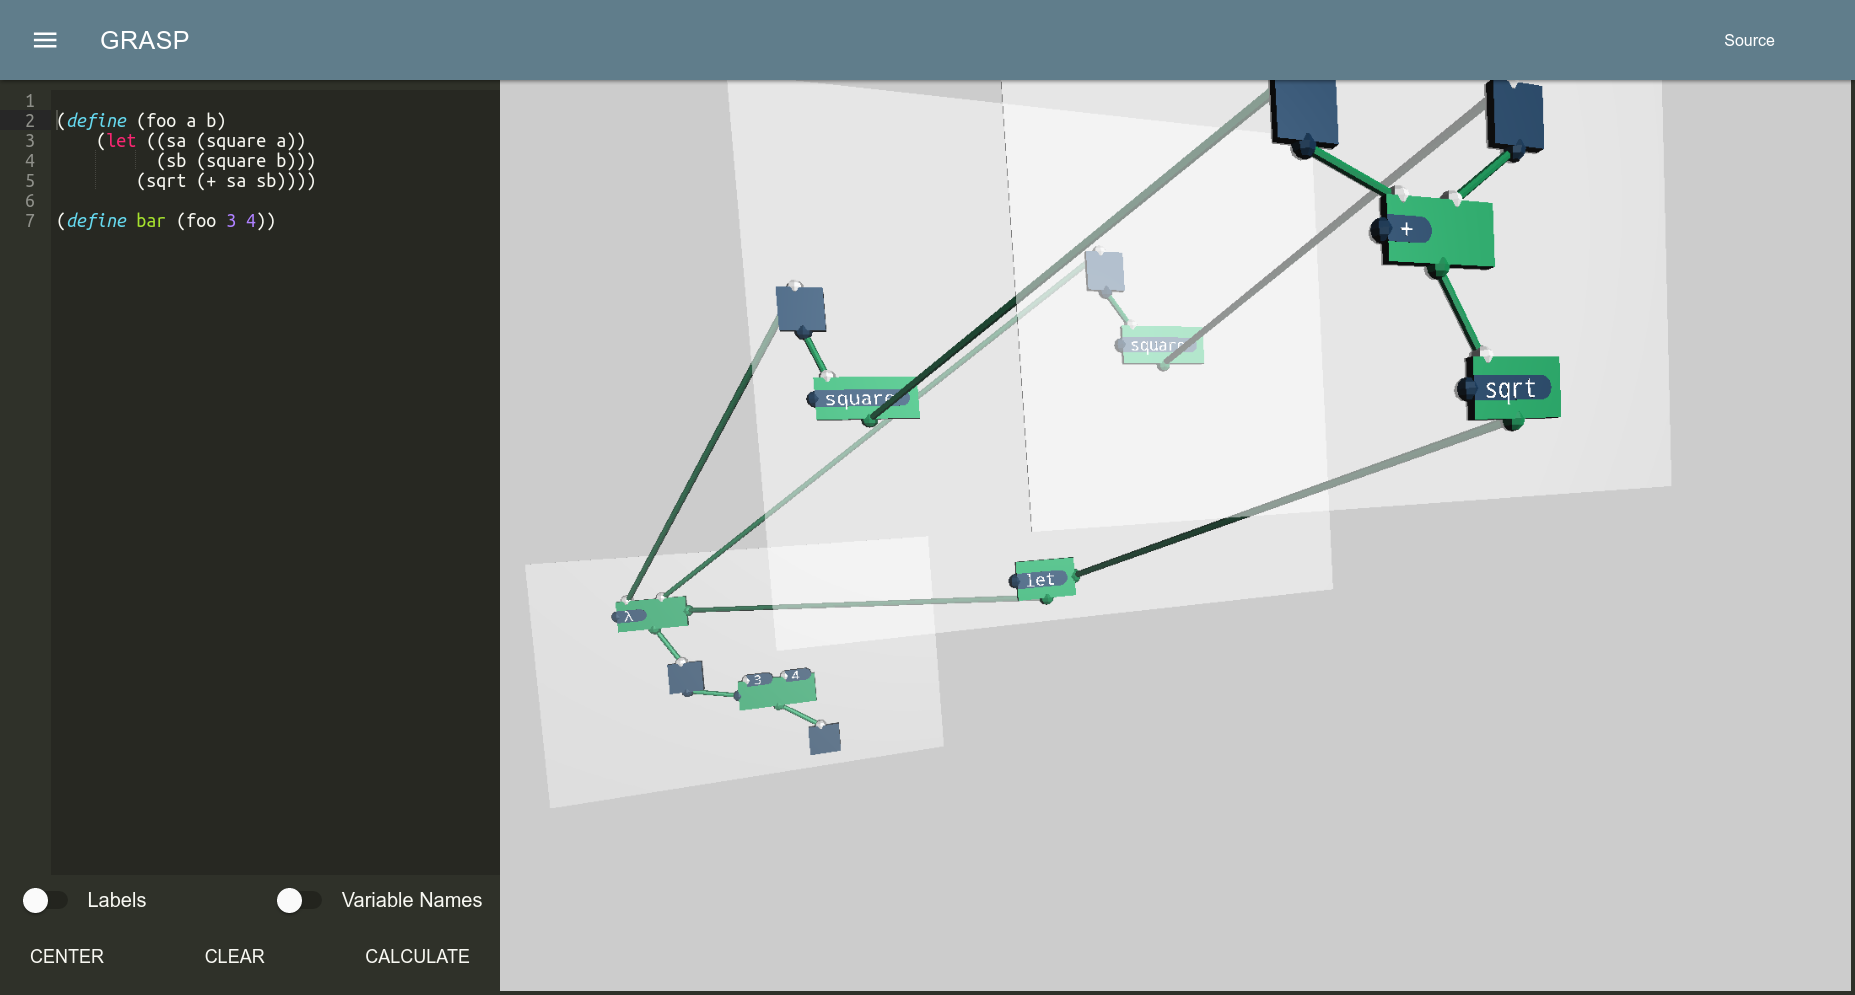 GRASP
Source
1
2 (define (foo a b)
3 (let ((sa (square a))
4 (sb (square b)))
5 (sqrt (+ sa sb))))
6
7 (define bar (foo 3 4))
+
square
square
sqrt
let
λ
3 4
Labels
Variable Names
CENTER
CLEAR
CALCULATE